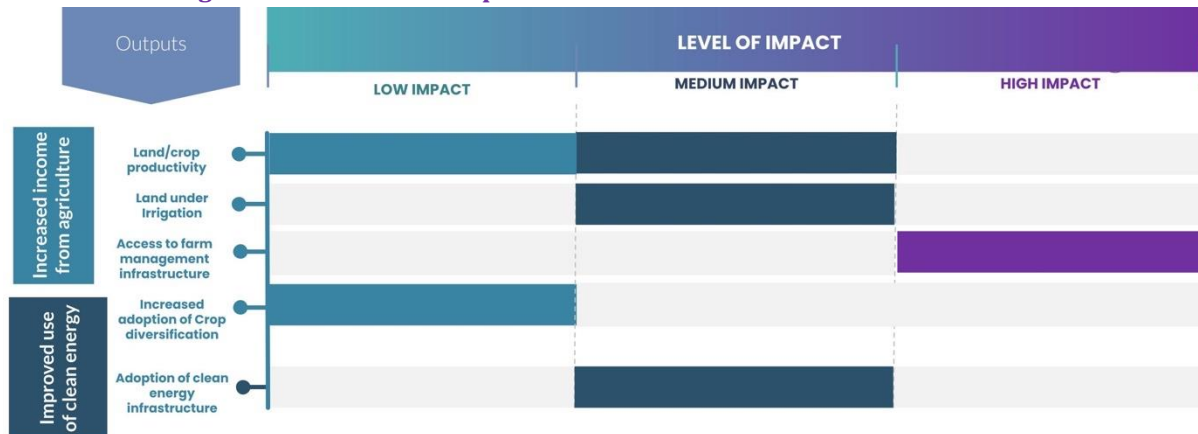 Outputs
LEVEL OF IMPACT
LOW IMPACT
MEDIUM IMPACT
HIGH IMPACT
Increased income
from agriculture
Land/crop
productivity
Land under
Irrigation
Access to farm
management
infrastructure
Increased
adoption of Crop
diversification
Improved use
of clean energy
Adoption of clean
energy
infrastructure